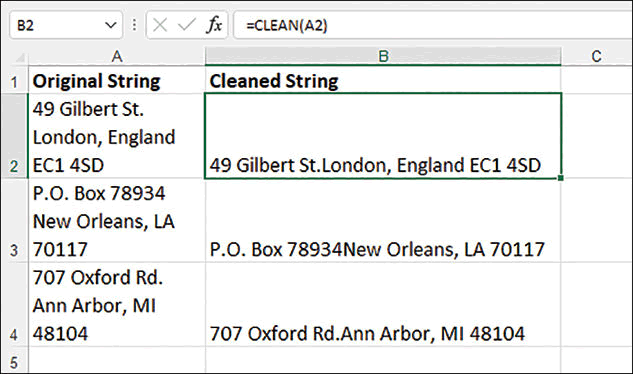 B2 fx =CLEAN(A2)
A B C
1 Original String Cleaned String
49 Gilbert St.
London, England
2 EC1 4SD 49 Gilbert St.London, England EC1 4SD
P.O. Box 78934
New Orleans, LA
3 70117 P.O. Box 78934New Orleans, LA 70117
707 Oxford Rd.
Ann Arbor, MI
4 48104 707 Oxford Rd.Ann Arbor, MI 48104
5